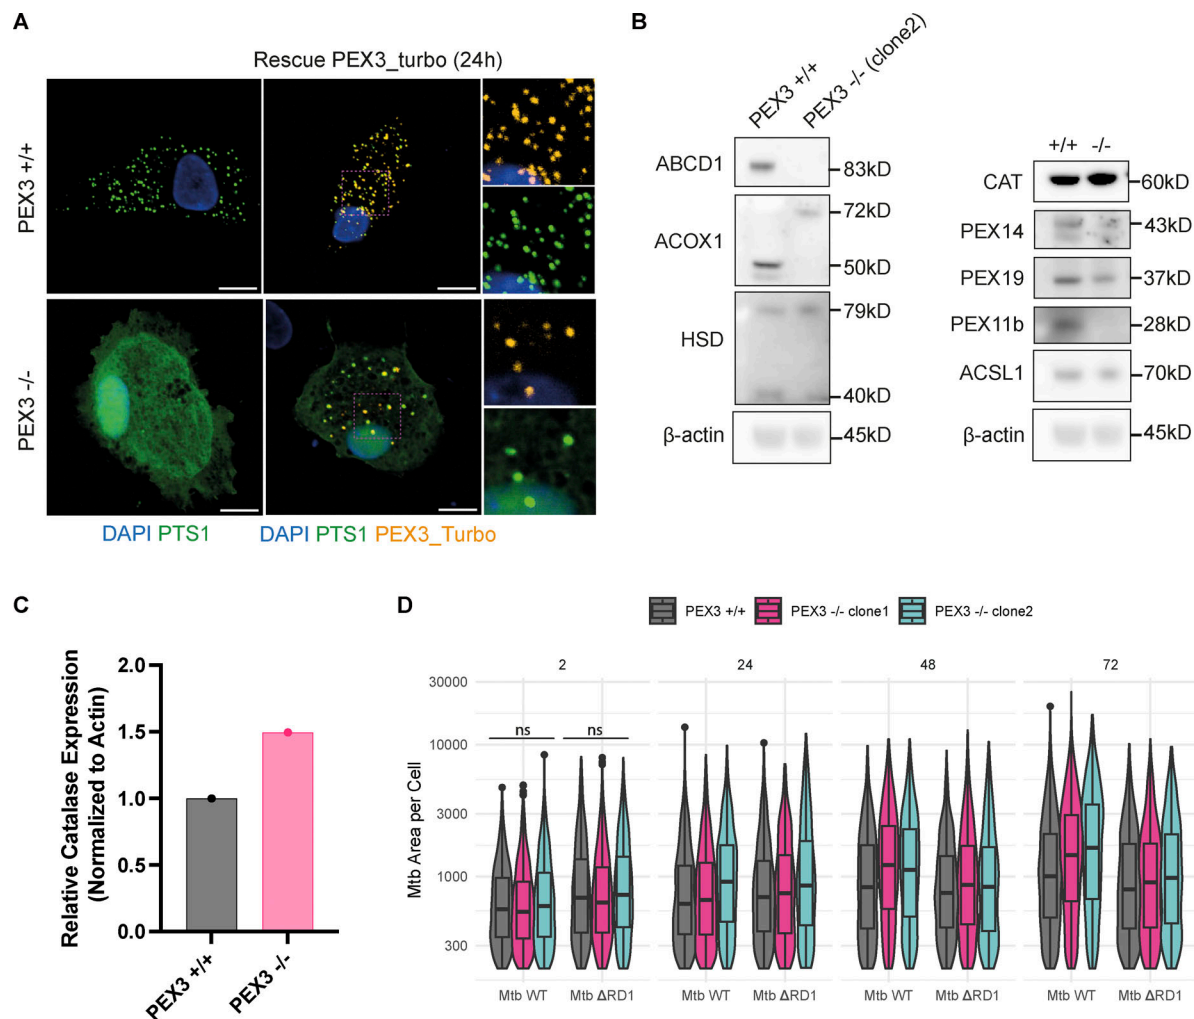 A
Rescue PEX3_turbo (24h)
PEX3 +/+
PEX3 -/-
DAPI PTS1
DAPI PTS1 PEX3_Turbo
B
PEX3 +/+
PEX3 -/- (clone2)
ABCD1
83kD
ACOX1
72kD
50kD
HSD
79kD
40kD
β-actin
45kD
+/+ -/-
CAT
60kD
PEX14
43kD
PEX19
37kD
PEX11b
28kD
ACSL1
70kD
β-actin
45kD
C
Relative Catalase Expression
(Normalized to Actin)
2.0
1.5
1.0
0.5
0.0
PEX3 +/+
PEX3 -/-
D
PEX3 +/+
PEX3 -/- clone1
PEX3 -/- clone2
2
24
48
72
Mtb Area per Cell
30000
10000
3000
1000
300
ns
ns
Mtb WT
Mtb ΔRD1
Mtb WT
Mtb ΔRD1
Mtb WT
Mtb ΔRD1
Mtb WT
Mtb ΔRD1